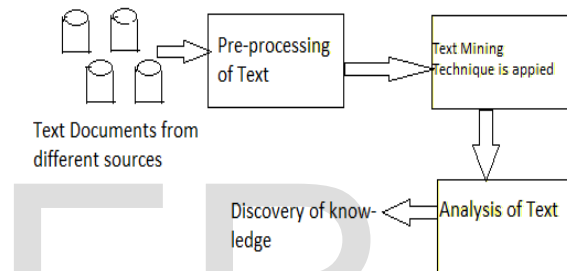 Pre-processing
of Text
Text Mining
Technique is appied
Text Documents from
different sources
Analysis of Text
Discovery of know-
ledge